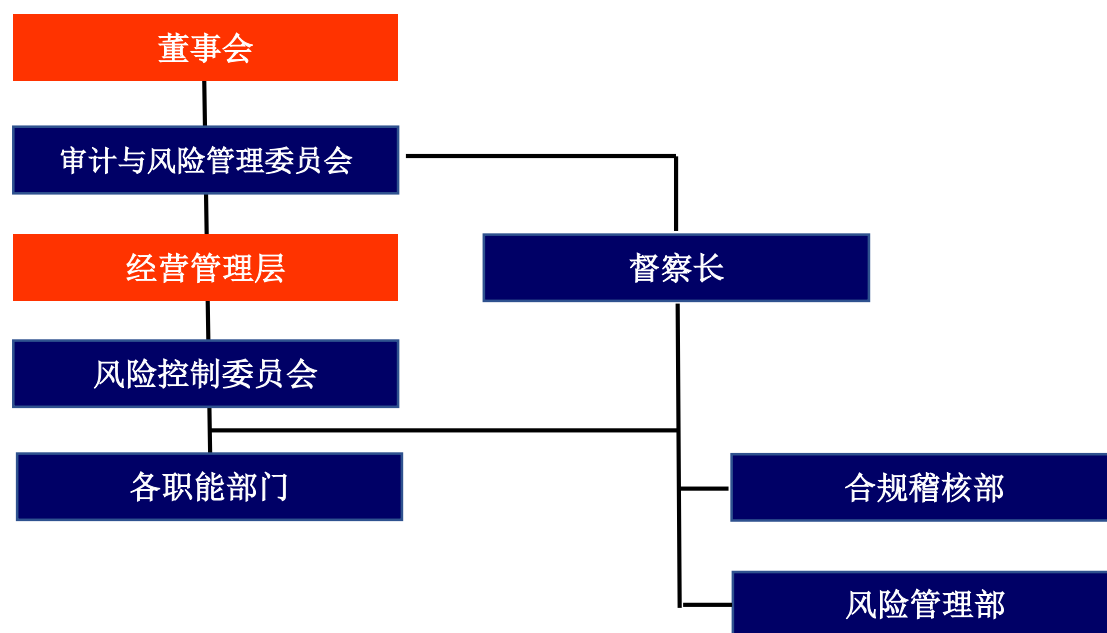 董事会
审计与风险管理委员会
经营管理层
督察长
风险控制委员会
各职能部门
合规稽核部
风险管理部